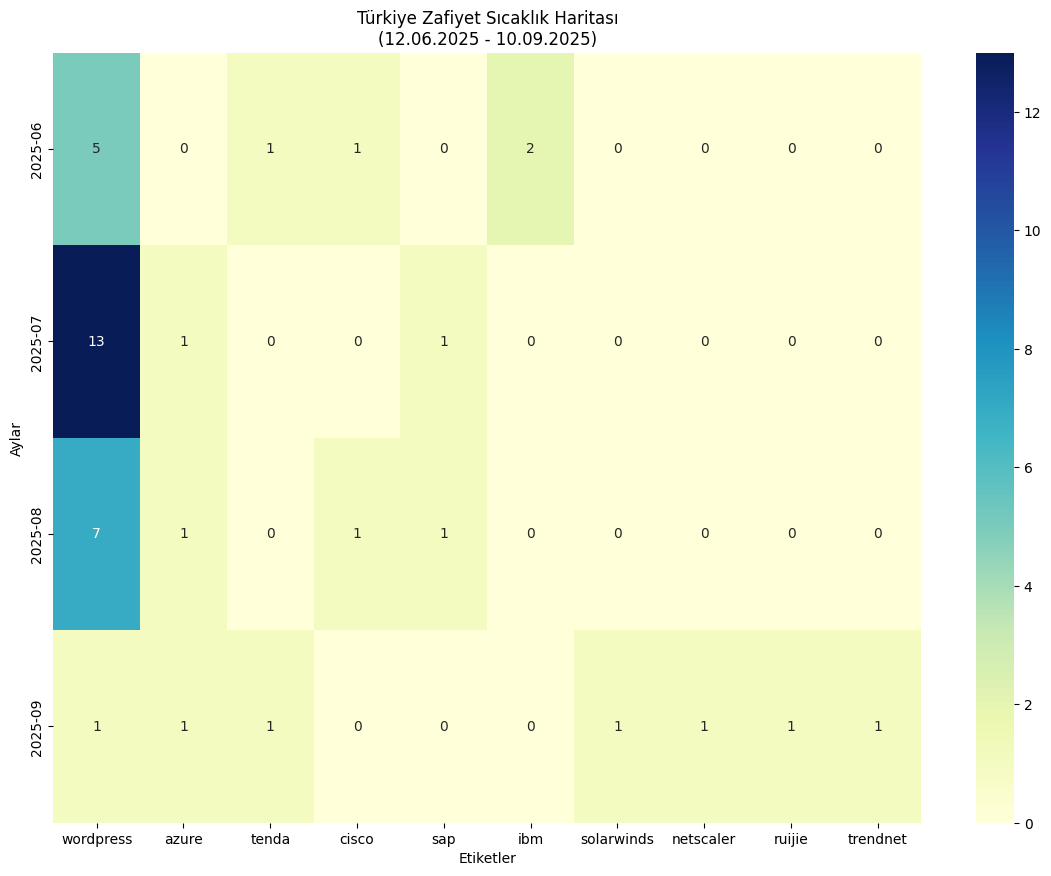 Türkiye Zafiyet Sıcaklık Haritası
(12.06.2025 - 10.09.2025)
Aylar
2025-06
5 0 1 1 0 2 0 0 0 0
2025-07
13 1 0 0 1 0 0 0 0 0
2025-08
7 1 0 1 1 0 0 0 0 0
2025-09
1 1 1 0 0 0 1 1 1 1
wordpress azure tenda cisco sap ibm solarwinds netscaler ruijie trendnet
Etiketler
12
10
8
6
4
2
0